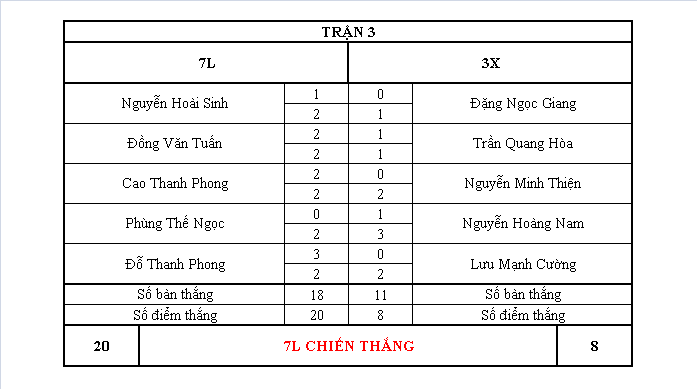 TRẬN 3
7L 3X
Nguyễn Hoài Sinh 1 0 Đặng Ngọc Giang
2 1
Đồng Văn Tuấn 2 1 Trần Quang Hòa
2 1
Cao Thanh Phong 2 0 Nguyễn Minh Thiện
2 2
Phùng Thế Ngọc 0 1 Nguyễn Hoàng Nam
2 3
Đỗ Thanh Phong 3 0 Lưu Mạnh Cường
2 2
Số bàn thắng 18 11 Số bàn thắng
Số điểm thắng 20 8 Số điểm thắng
20 7L CHIẾN THẮNG 8